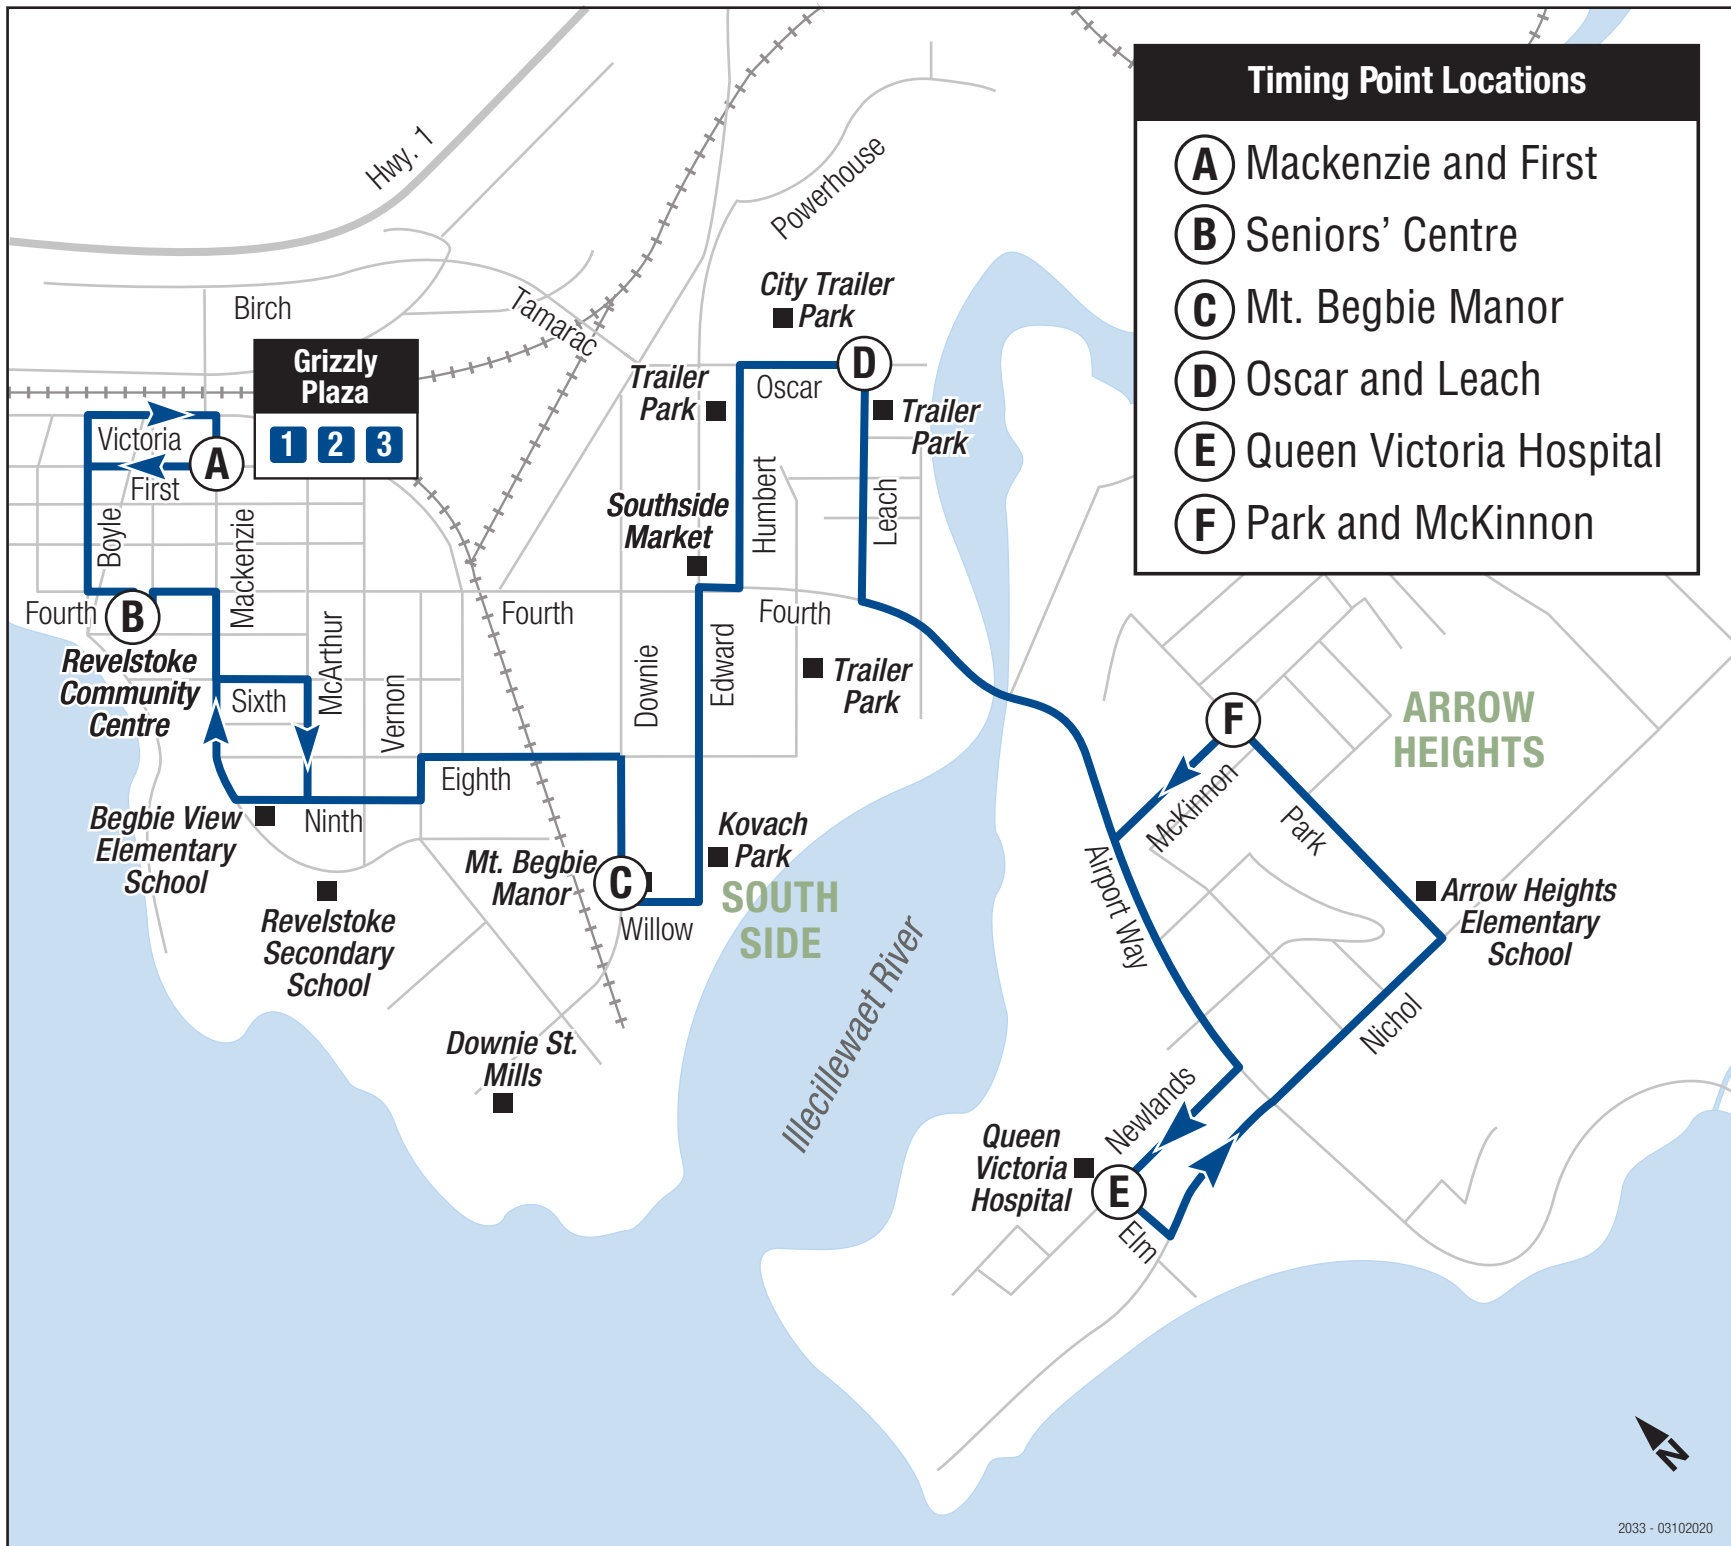 Timing Point Locations
A Mackenzie and First
B Seniors' Centre
C Mt. Begbie Manor
D Oscar and Leach
E Queen Victoria Hospital
F Park and McKinnon
Hwy. 1
Powerhouse
Birch
Tamarac
City Trailer
Park
Grizzly
Plaza
1 2 3
Trailer
Park
Oscar
D
Trailer
Park
Victoria
A
First
Southside
Market
Humbert
Leach
Boyle
Mackenzie
Fourth
B
Fourth
Fourth
McArthur
Downie
Edward
Revelstoke
Community
Centre
Sixth
Vernon
Trailer
Park
F
ARROW
HEIGHTS
Eighth
McKinnon
Park
Begbie View
Elementary
School
Ninth
Kovach
Park
Mt. Begbie
Manor
C
Airport Way
SOUTH
SIDE
Willow
Arrow Heights
Elementary
School
Revelstoke
Secondary
School
Illecillewaet River
Nichol
Downie St.
Mills
Newlands
Queen
Victoria
Hospital
E
Elm
N
2033 - 03102020